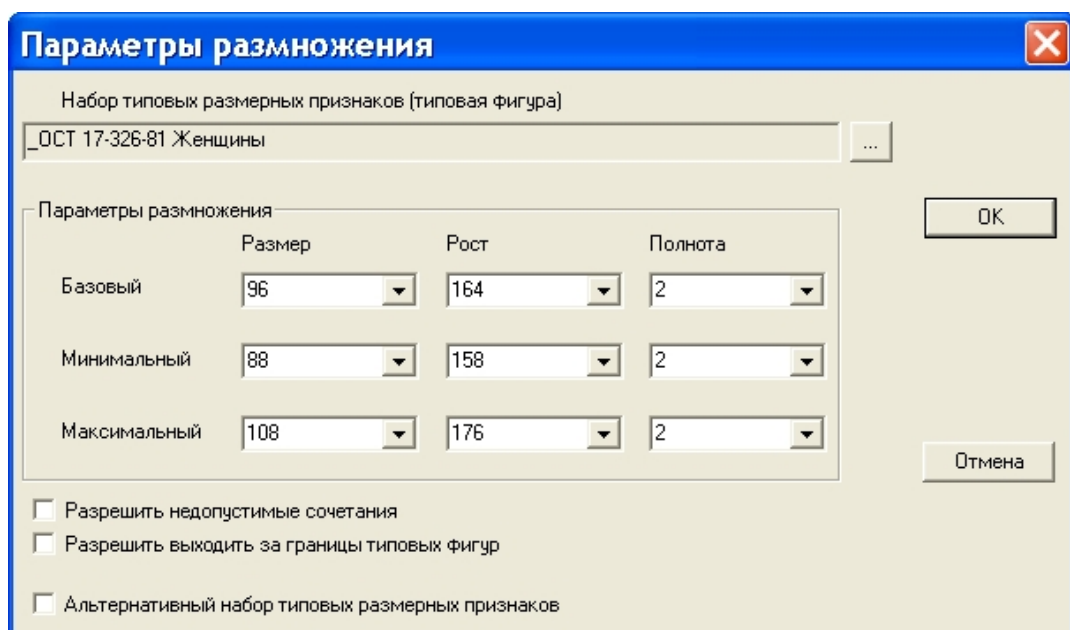 Параметры размножения
Набор типовых размерных признаков (типовая фигура)
_ОСТ 17-326-81 Женщины
...
Параметры размножения
OK
Размер Рост Полнота
Базовый 96 164 2
Минимальный 88 158 2
Максимальный 108 176 2
Отмена
Разрешить недопустимые сочетания
Разрешить выходить за границы типовых фигур
Альтернативный набор типовых размерных признаков